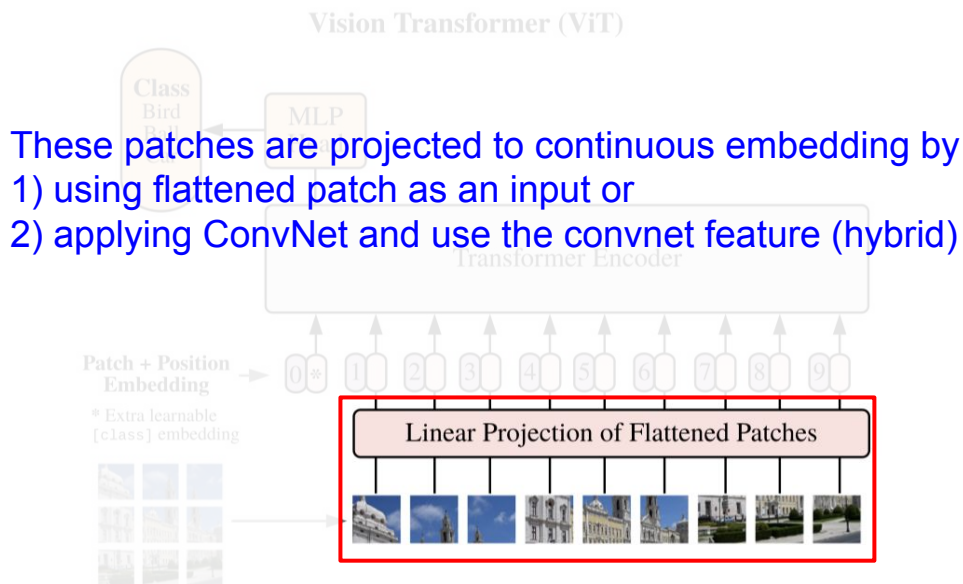 Vision Transformer (ViT)
Class
Bird
Ball
MLP
Head
These patches are projected to continuous embedding by
1) using flattened patch as an input or
2) applying ConvNet and use the convnet feature (hybrid)
Transformer Encoder
Patch + Position
Embedding
0 * 1 2 3 4 5 6 7 8 9
* Extra learnable
[class] embedding
Linear Projection of Flattened Patches